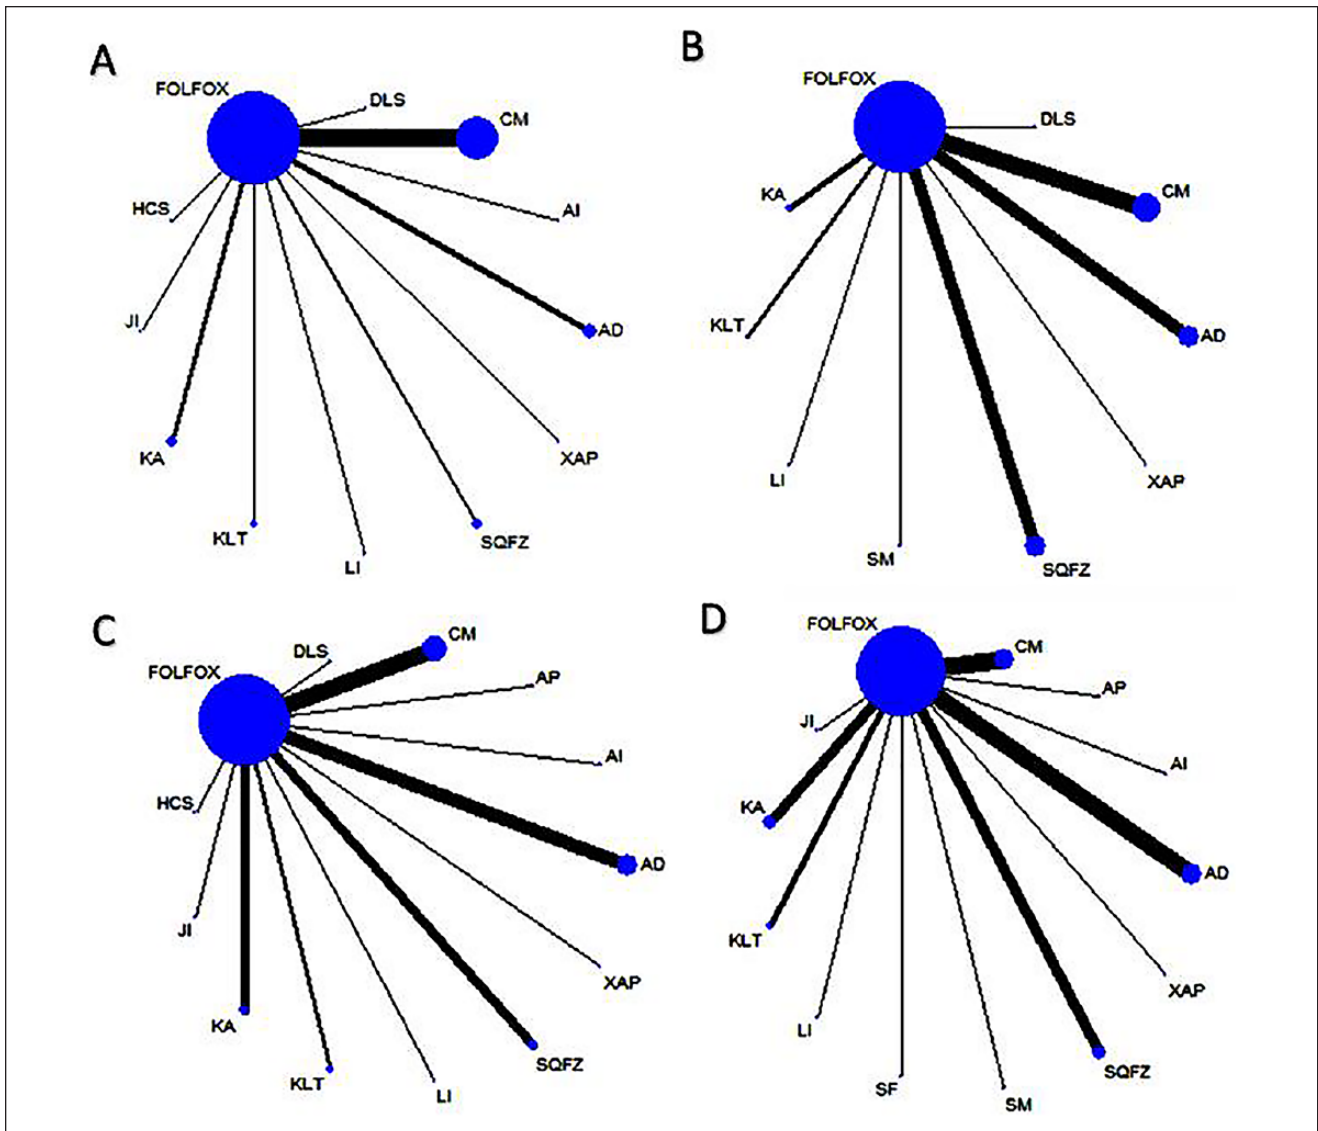 A
FOLFOX
DLS
CM
HCS
AI
JI
AD
KA
XAP
KLT
SQFZ
LI
B
FOLFOX
DLS
KA
CM
KLT
AD
LI
XAP
SM
SQFZ
C
CM
DLS
FOLFOX
AP
AI
HCS
AD
JI
XAP
KA
SQFZ
KLT
LI
D
FOLFOX
CM
AP
JI
AI
KA
AD
KLT
XAP
LI
SQFZ
SF
SM